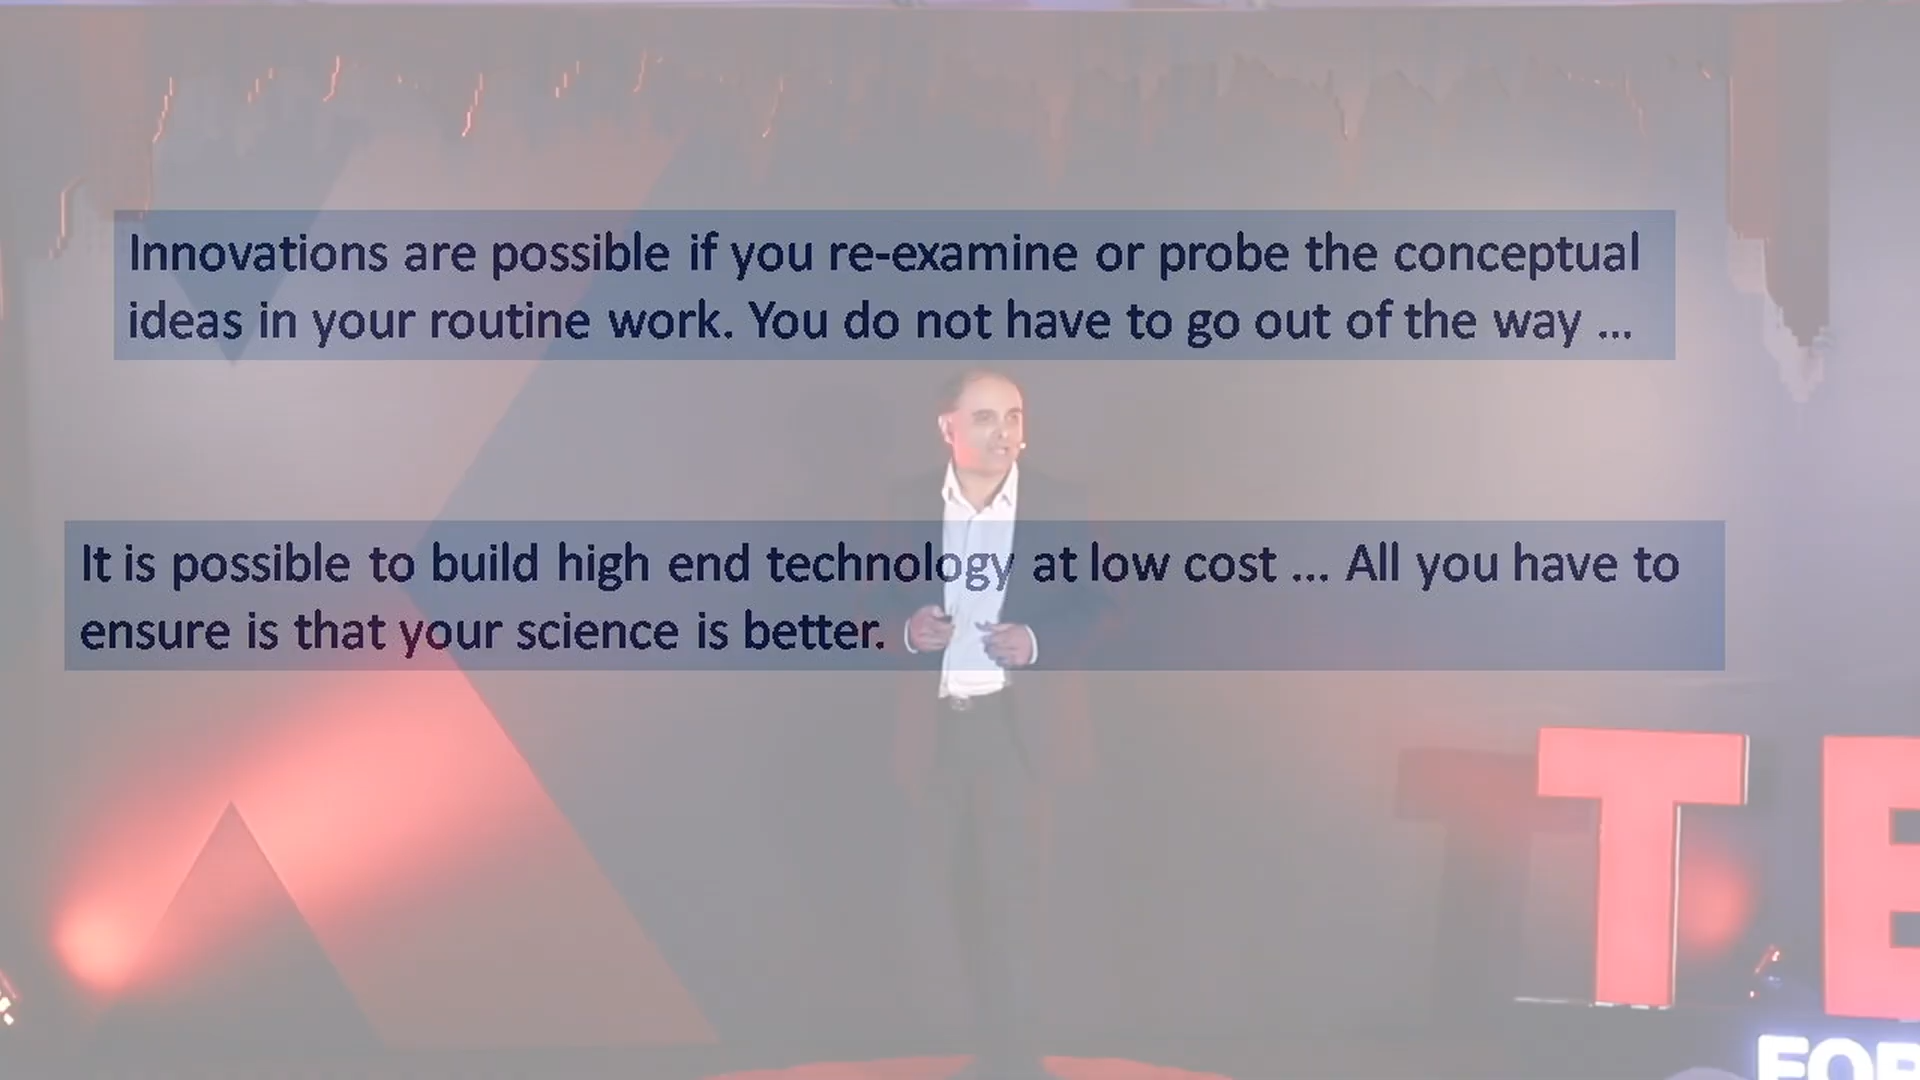 Innovations are possible if you re-examine or probe the conceptual
ideas in your routine work. You do not have to go out of the way ...
It is possible to build high end technology at low cost ... All you have to
ensure is that your science is better.
TE
FOR